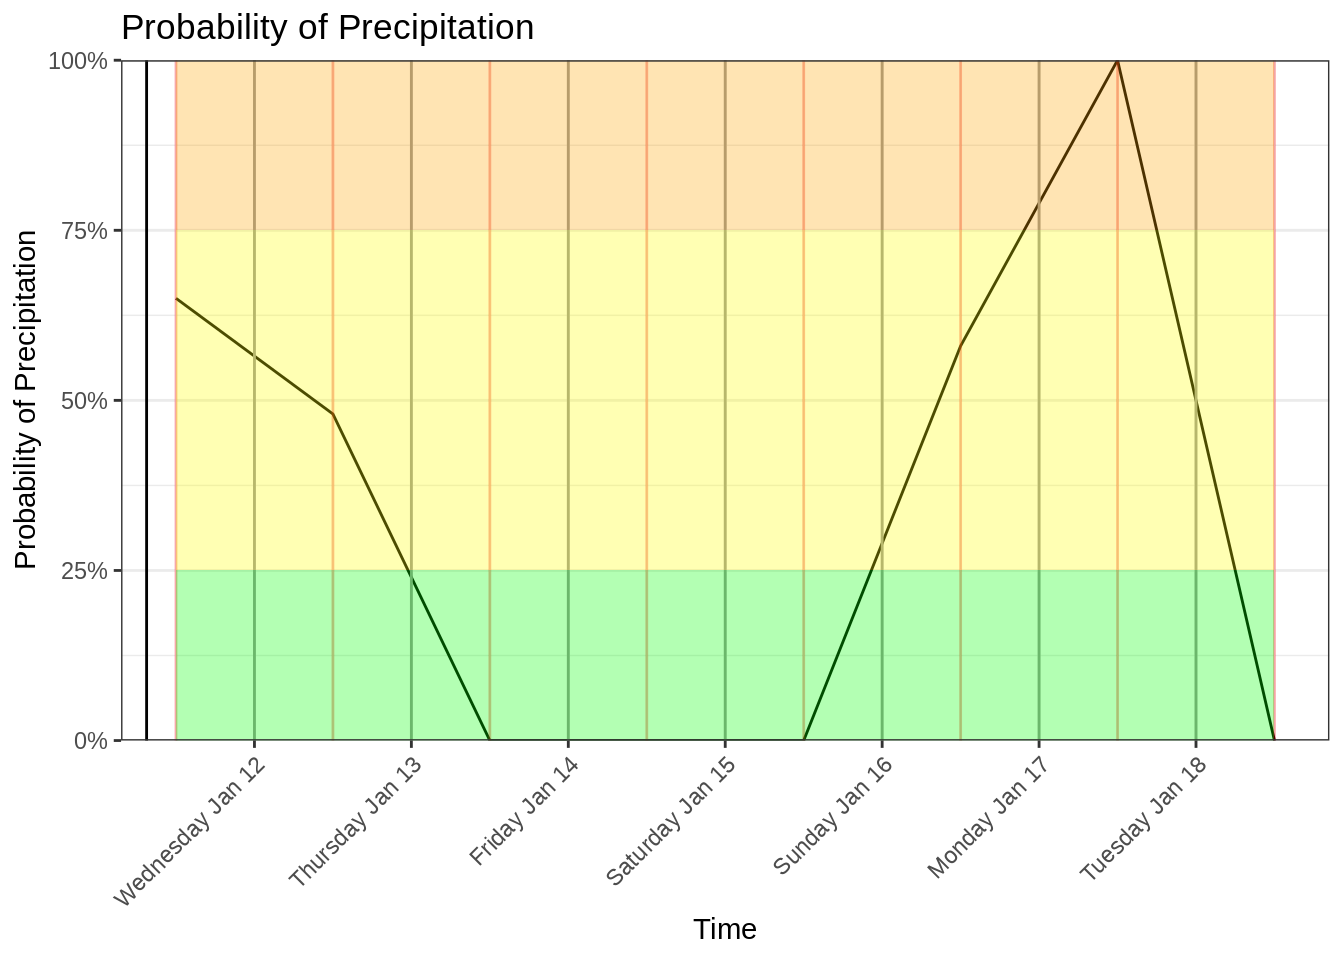 Probability of Precipitation
100%
75%
50%
25%
0%
Probability of Precipitation
Wednesday Jan 12
Thursday Jan 13
Friday Jan 14
Saturday Jan 15
Sunday Jan 16
Monday Jan 17
Tuesday Jan 18
Time